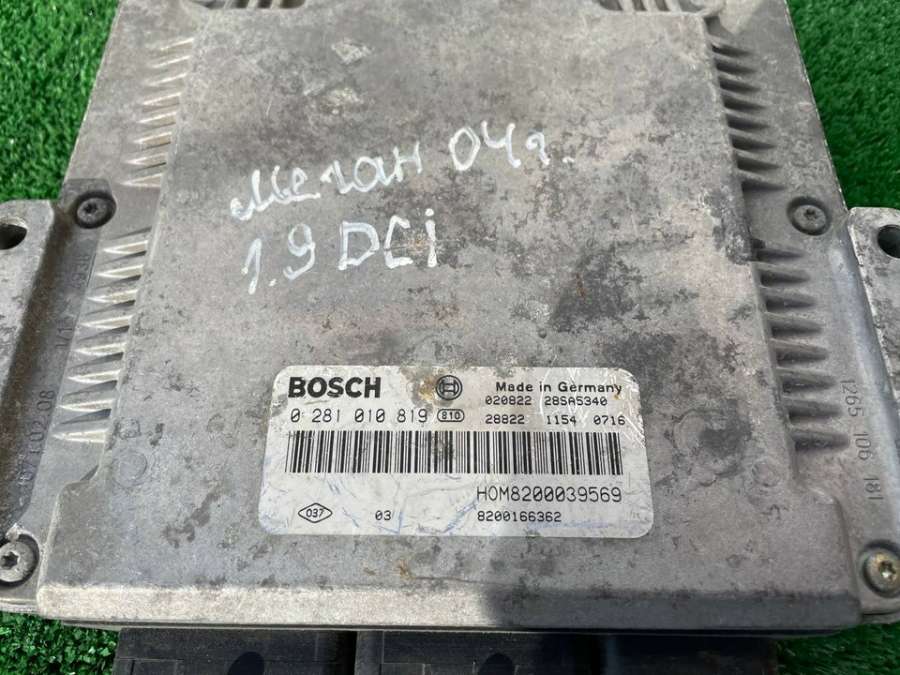 меган 04г.
1.9 DCi
BOSCH Made in Germany
020822 28SA5340
0 281 010 819 810 28822 1154 0716
HOM8200039569
037 03 8200166362
1265 106 181